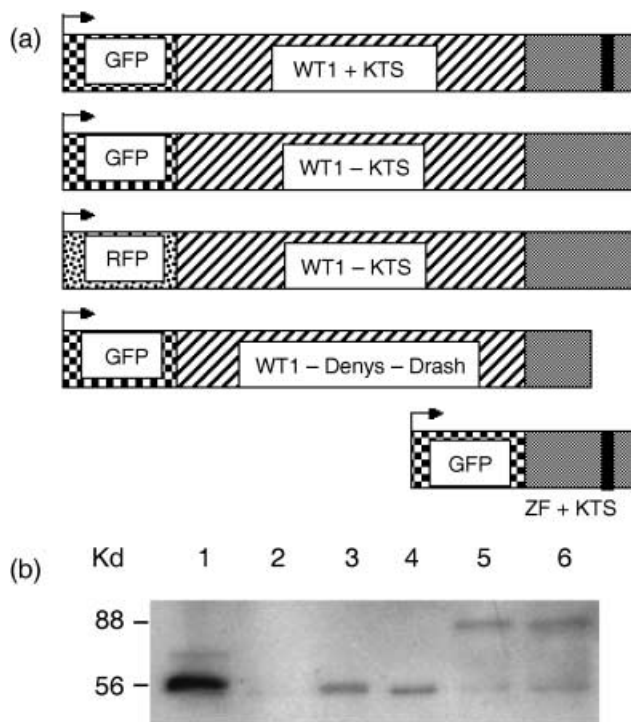 (a)
GFP
WT1 + KTS
GFP
WT1 – KTS
RFP
WT1 – KTS
GFP
WT1 – Denys – Drash
GFP
ZF + KTS
(b) Kd 1 2 3 4 5 6
88
56